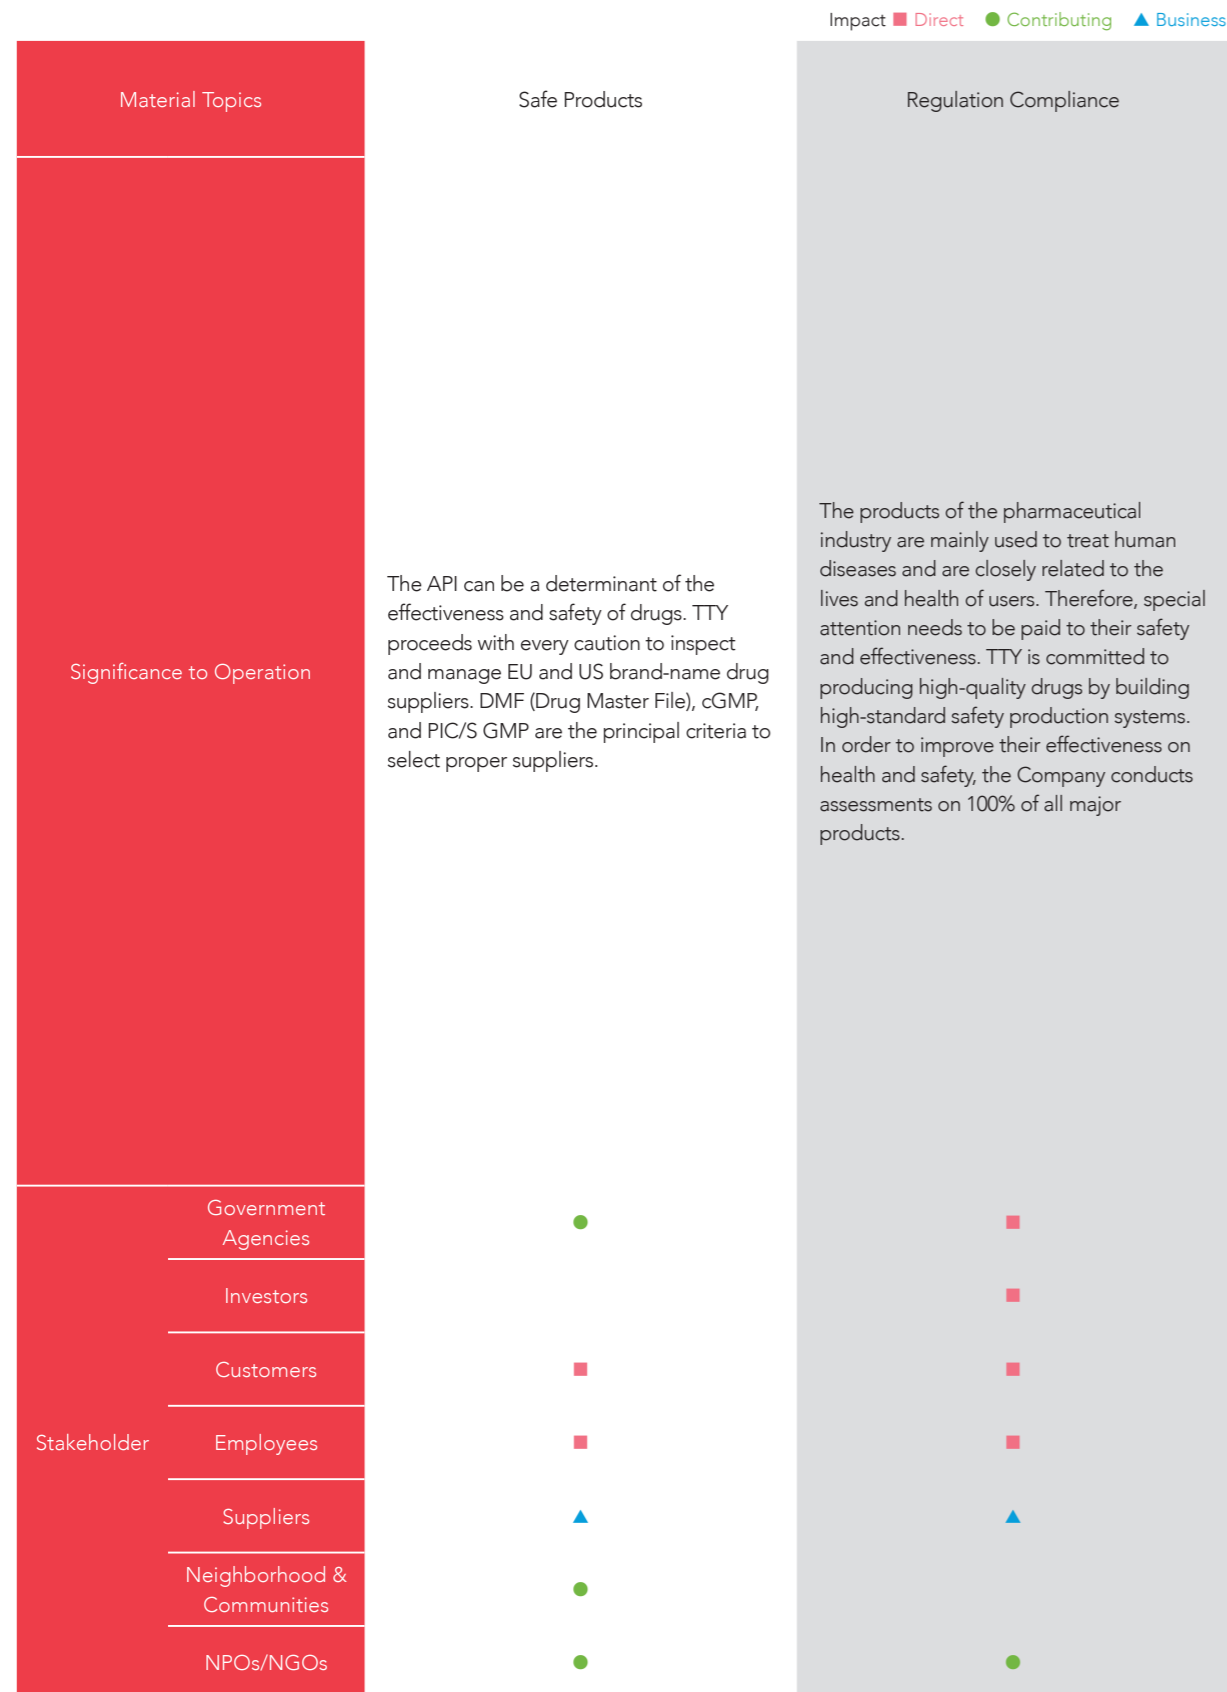 Impact ■ Direct ● Contributing ▲ Business
Material Topics
Safe Products
Regulation Compliance
Significance to Operation
The API can be a determinant of the
effectiveness and safety of drugs. TTY
proceeds with every caution to inspect
and manage EU and US brand-name drug
suppliers. DMF (Drug Master File), cGMP,
and PIC/S GMP are the principal criteria to
select proper suppliers.
The products of the pharmaceutical
industry are mainly used to treat human
diseases and are closely related to the
lives and health of users. Therefore, special
attention needs to be paid to their safety
and effectiveness. TTY is committed to
producing high-quality drugs by building
high-standard safety production systems.
In order to improve their effectiveness on
health and safety, the Company conducts
assessments on 100% of all major
products.
Stakeholder
Government
Agencies
● ■
Investors
■
Customers
■ ■
Employees
■ ■
Suppliers
▲ ▲
Neighborhood &
Communities
●
NPOs/NGOs
● ●